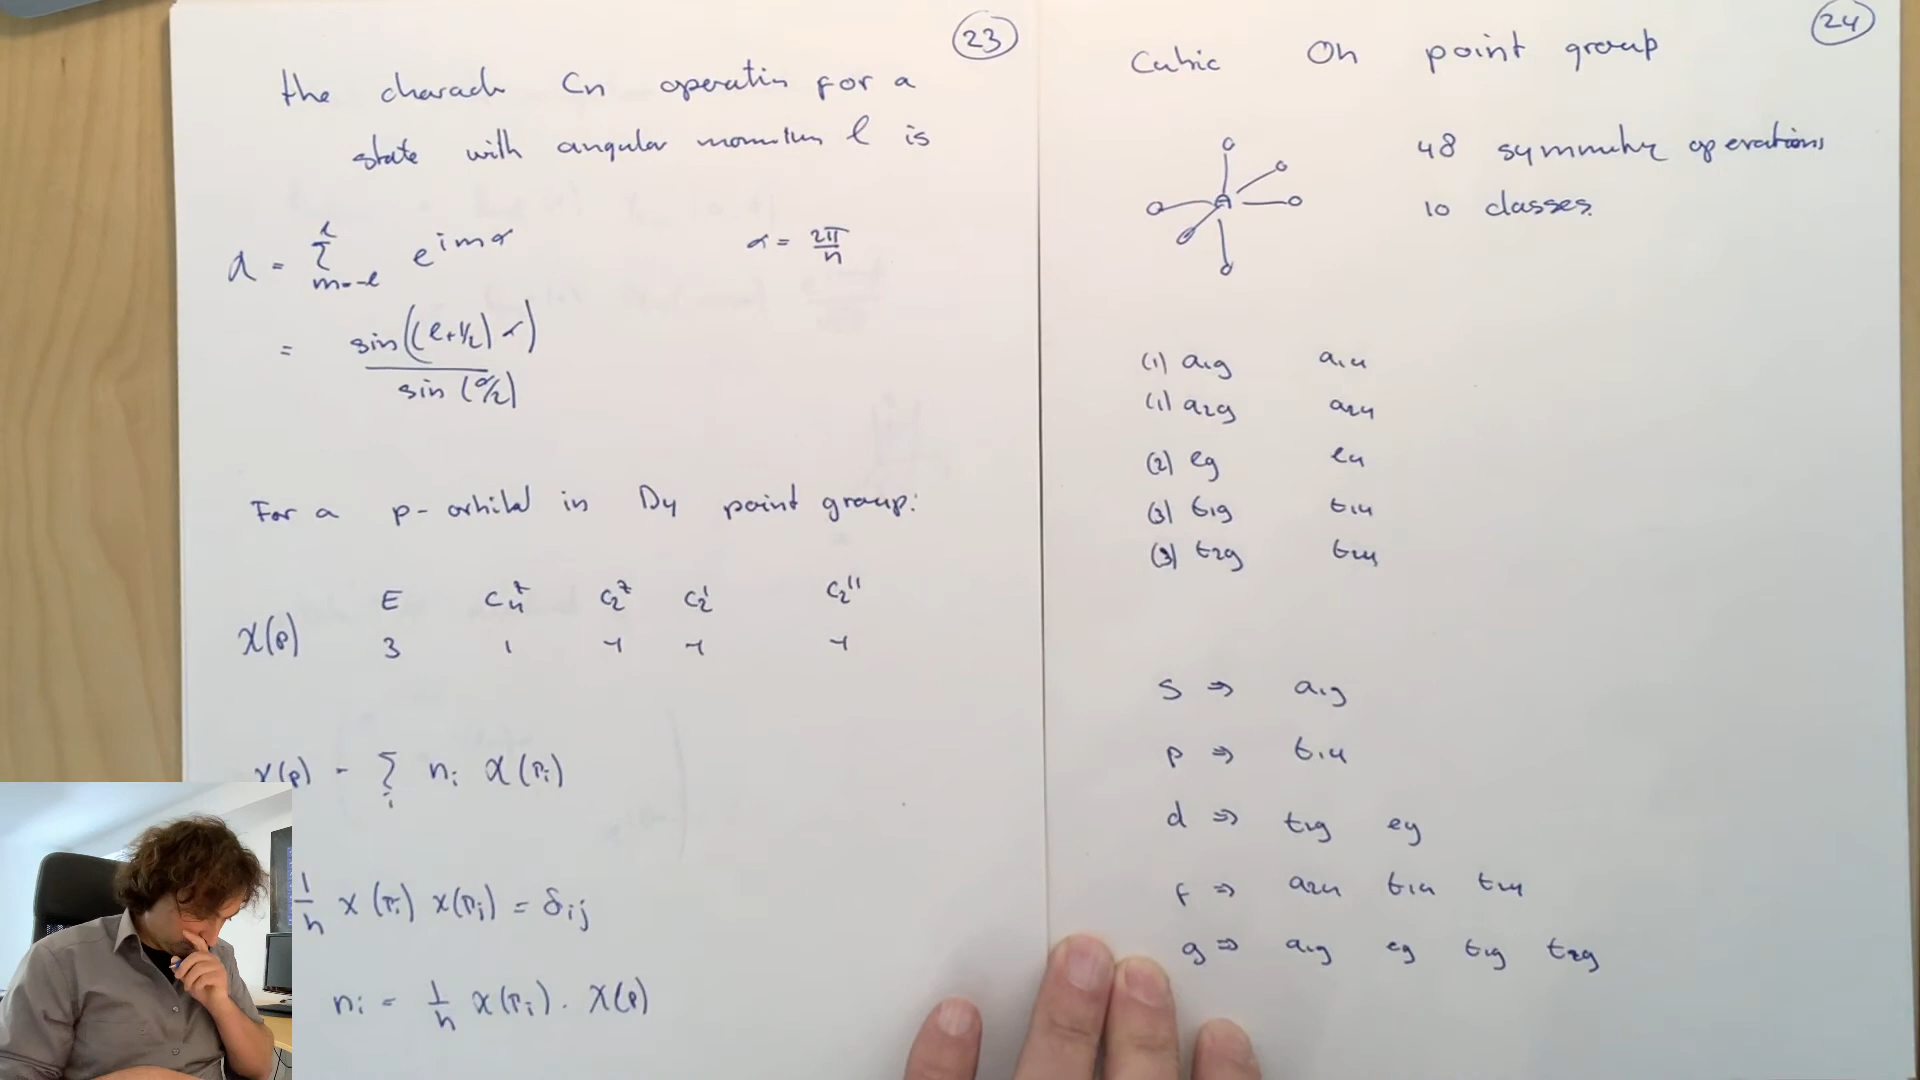 23
the charach Cn operatin for a
state with angular momentum l is
χ = Σ_{m=-l}^{l} e^{imα} α = 2π/n
= sin((l+1/2)α) / sin(α/2)
For a p-orbital in D4 point group:
E C4^z C2^z C2' C2''
χ(p) 3 1 -1 -1 -1
χ(p) = Σ_i n_i χ(Γ_i)
1/h χ(Γ_i) χ(Γ_j) = δ_ij
n_i = 1/h χ(Γ_i) · χ(p)
24
Cubic Oh point group
48 symmetry operations
10 classes
(1) a1g a1u
(1) a2g a2u
(2) eg eu
(3) t1g t1u
(3) t2g t2u
s ⇒ a1g
p ⇒ t1u
d ⇒ t2g eg
f ⇒ a2u t1u t2u
g ⇒ a1g eg t1g t2g